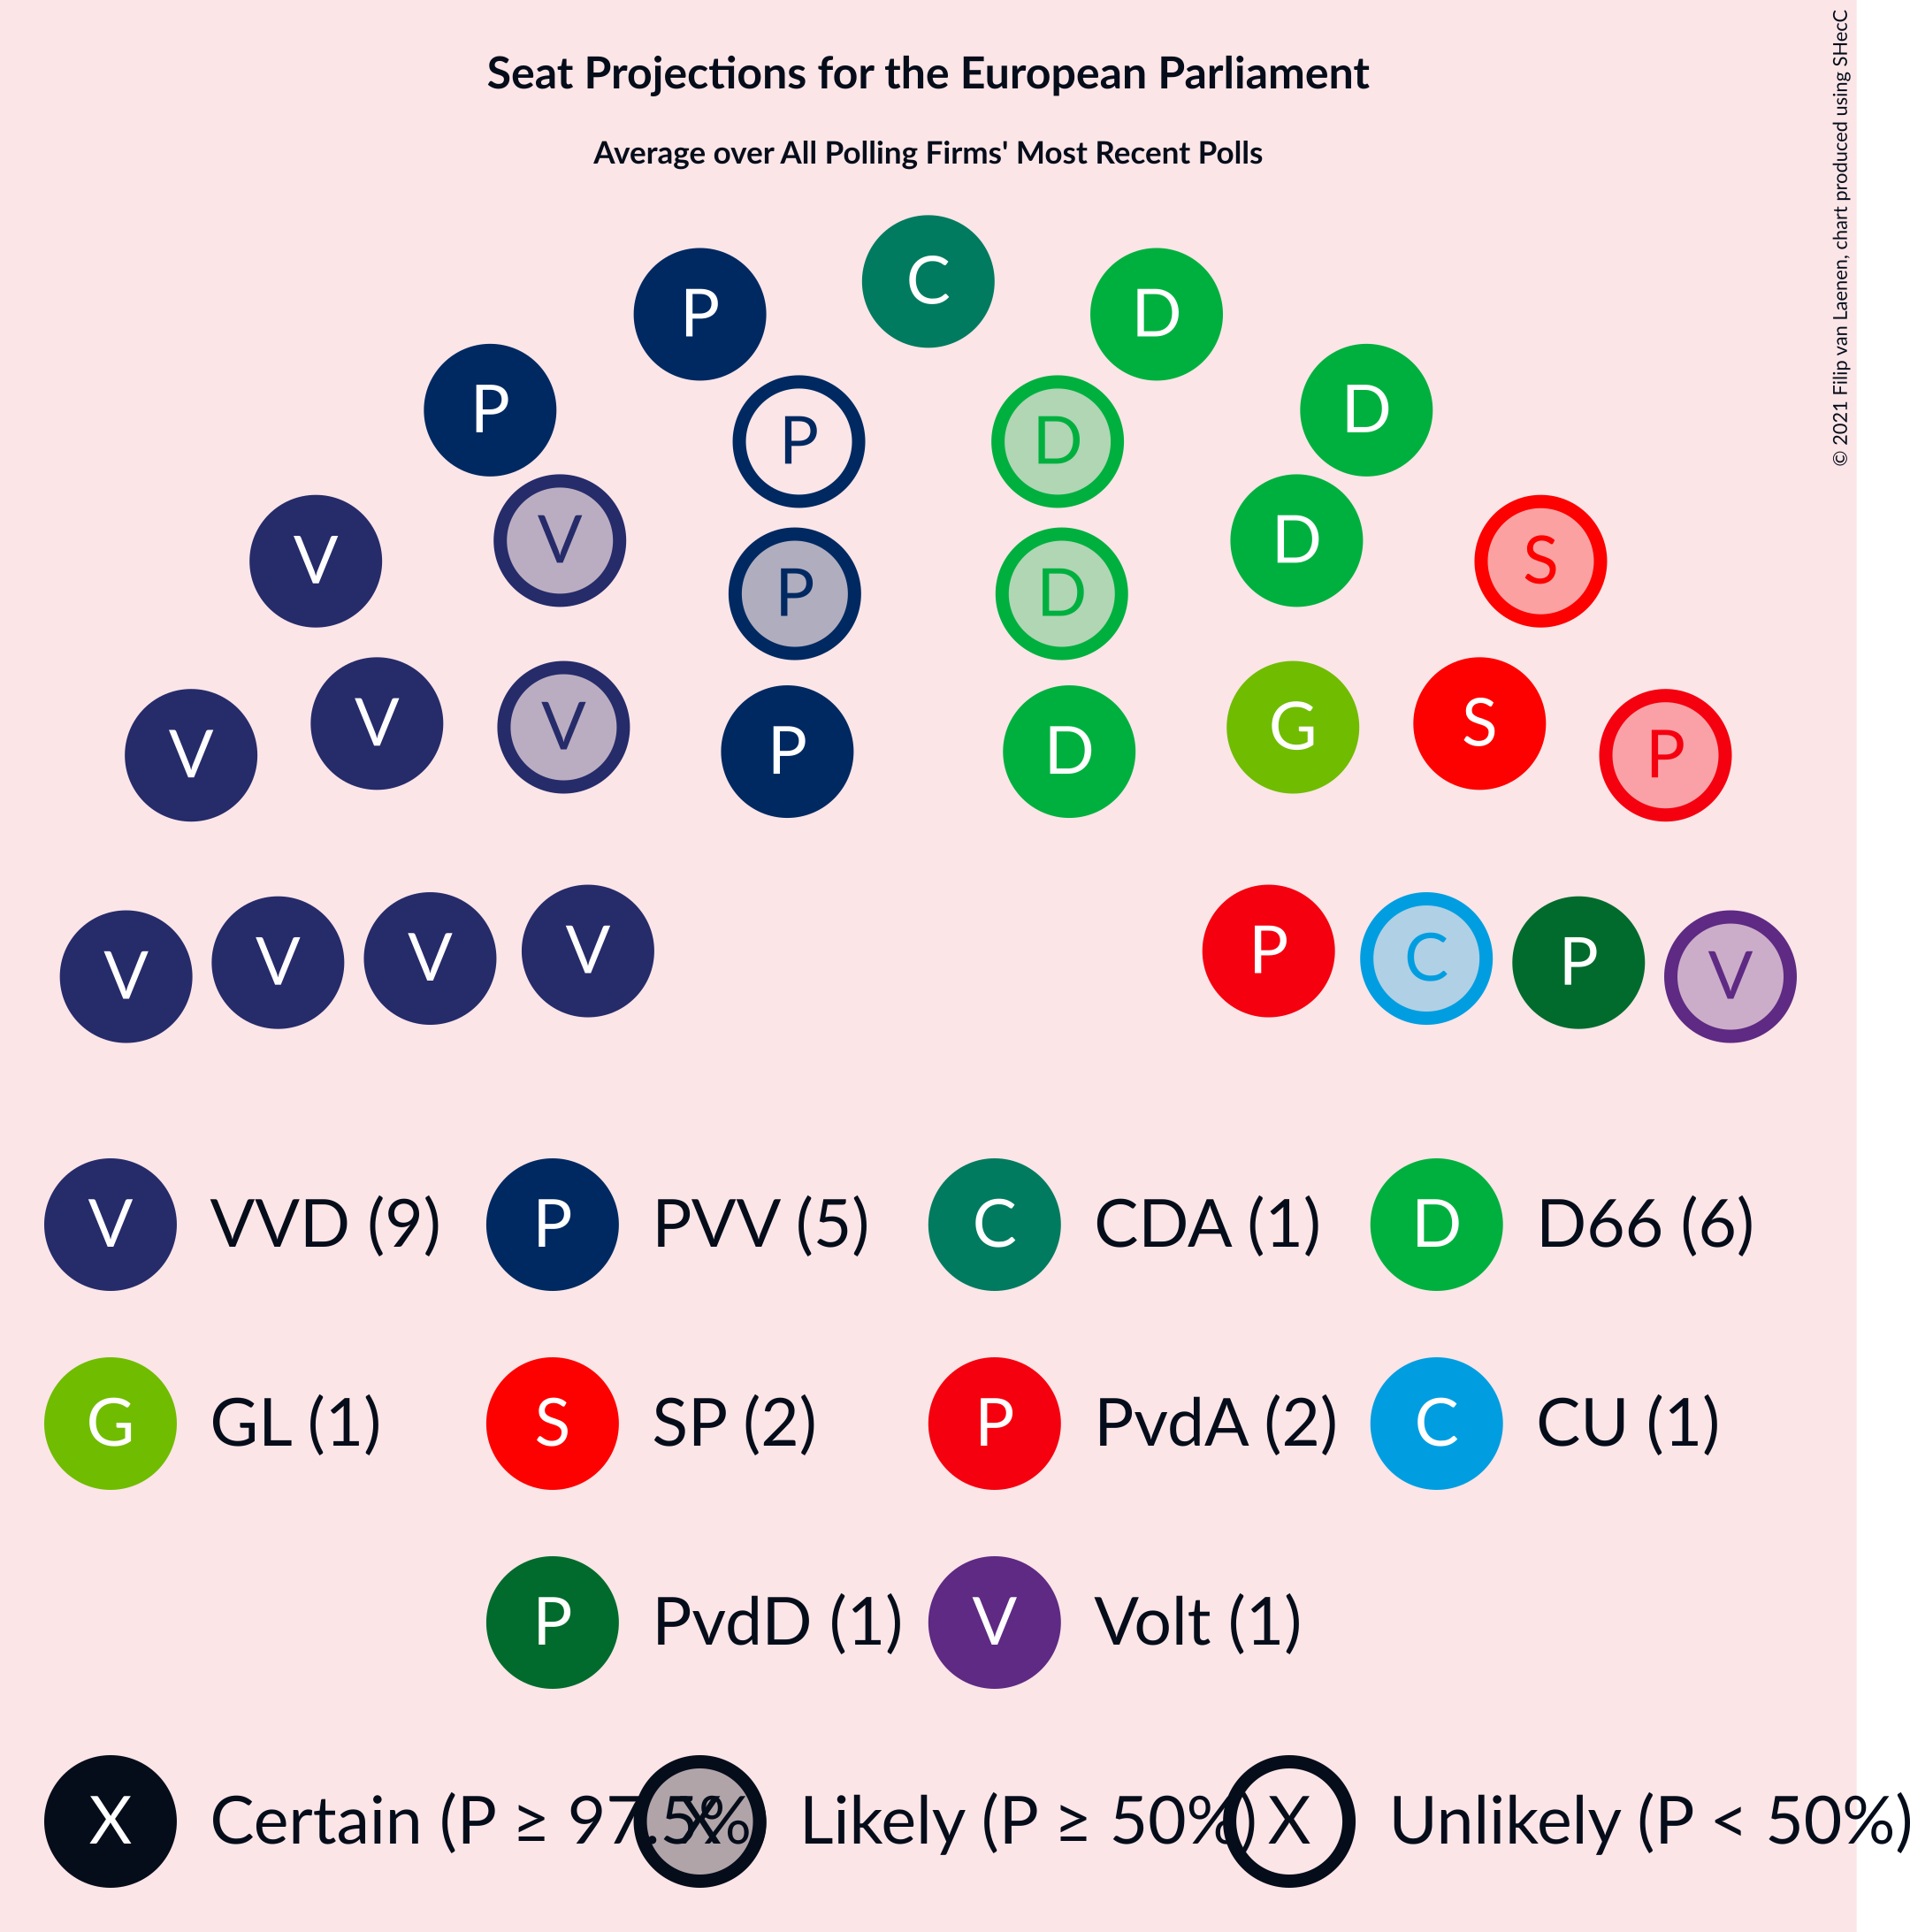 Seat Projections for the European Parliament
Average over All Polling Firms' Most Recent Polls
© 2021 Filip van Laenen, chart produced using SHecC
C
P D
P D
P D
V D
V S
P D
V S
V G
P D
V P
V P
V C
V P
V V
V VVD (9) P PVV (5) C CDA (1) D D66 (6)
G GL (1) S SP (2) P PvdA (2) C CU (1)
P PvdD (1) V Volt (1)
X Certain (P ≥ 97.5% X Likely (P ≥ 50%) X Unlikely (P < 50%)